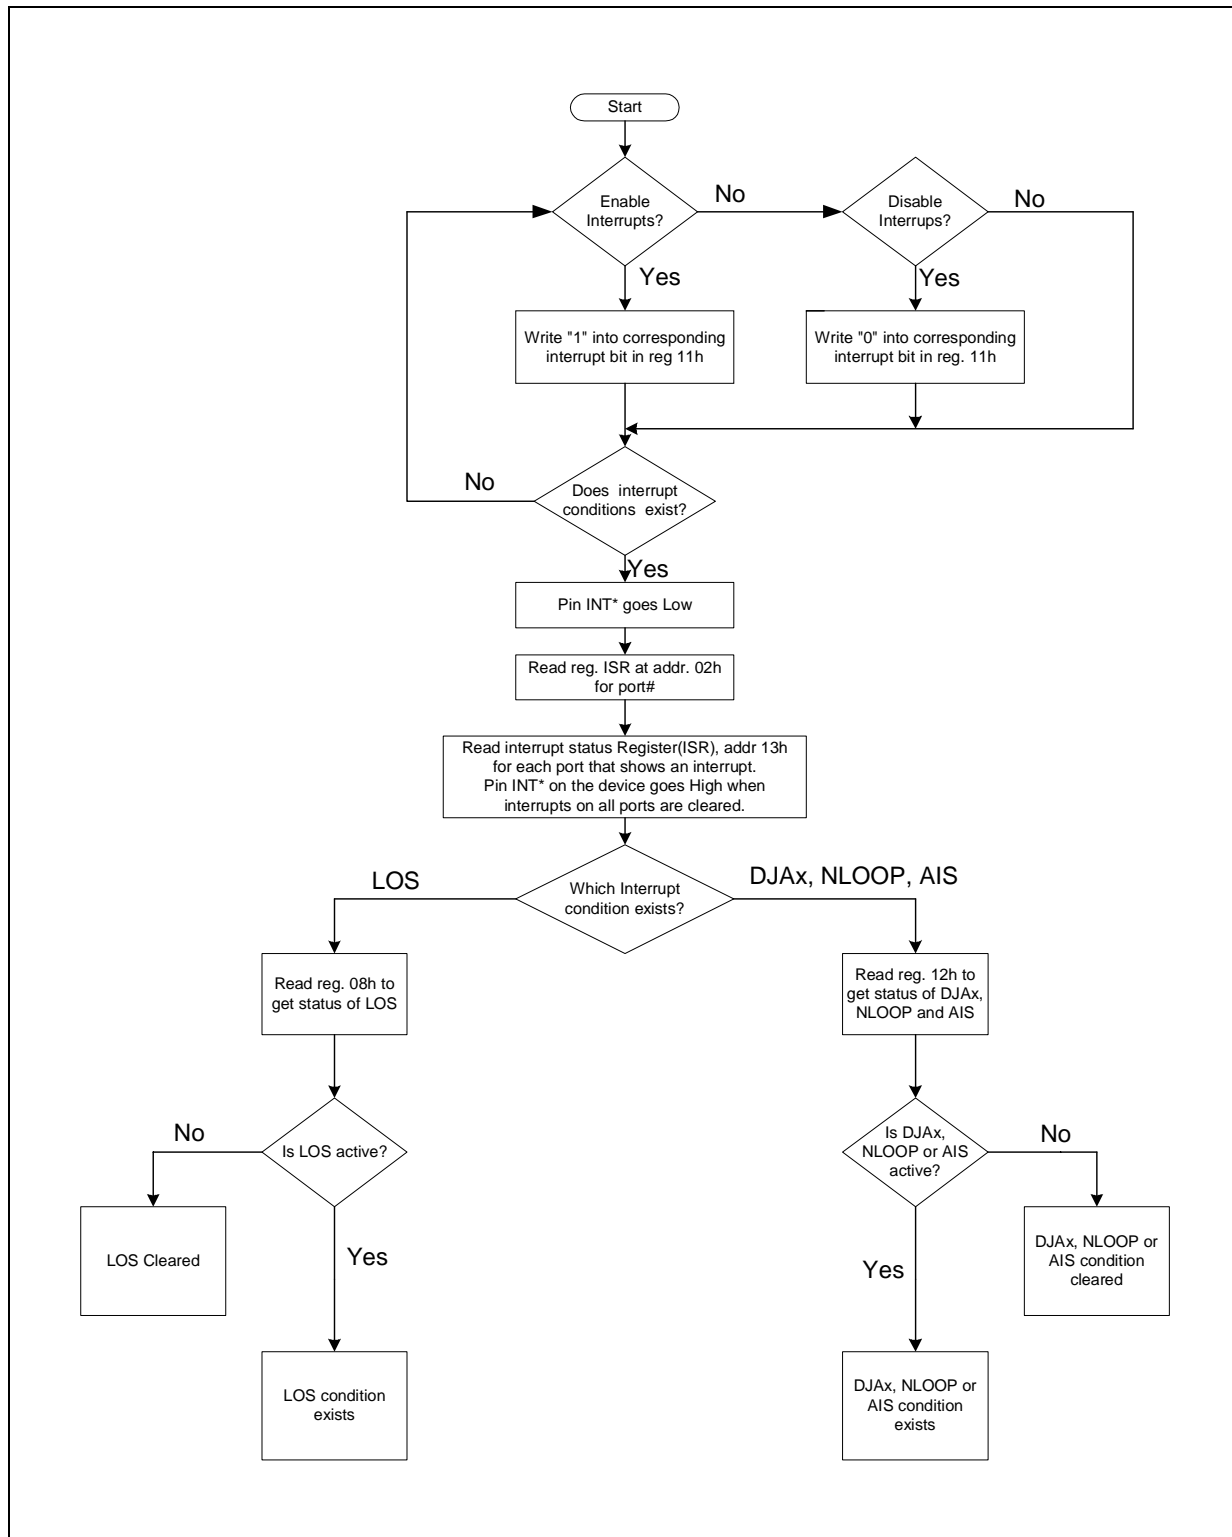 Start
Enable
Interrupts?
No
Disable
Interrups?
No
Yes
Yes
Write "1" into corresponding
interrupt bit in reg 11h
Write "0" into corresponding
interrupt bit in reg. 11h
No
Does interrupt
conditions exist?
Yes
Pin INT* goes Low
Read reg. ISR at addr. 02h
for port#
Read interrupt status Register(ISR), addr 13h
for each port that shows an interrupt.
Pin INT* on the device goes High when
interrupts on all ports are cleared.
LOS
Which Interrupt
condition exists?
DJAx, NLOOP, AIS
Read reg. 08h to
get status of LOS
Read reg. 12h to
get status of DJAx,
NLOOP and AIS
No
Is LOS active?
Is DJAx,
NLOOP or AIS
active?
No
LOS Cleared
Yes
Yes
DJAx, NLOOP or
AIS condition
cleared
LOS condition
exists
DJAx, NLOOP or
AIS condition
exists